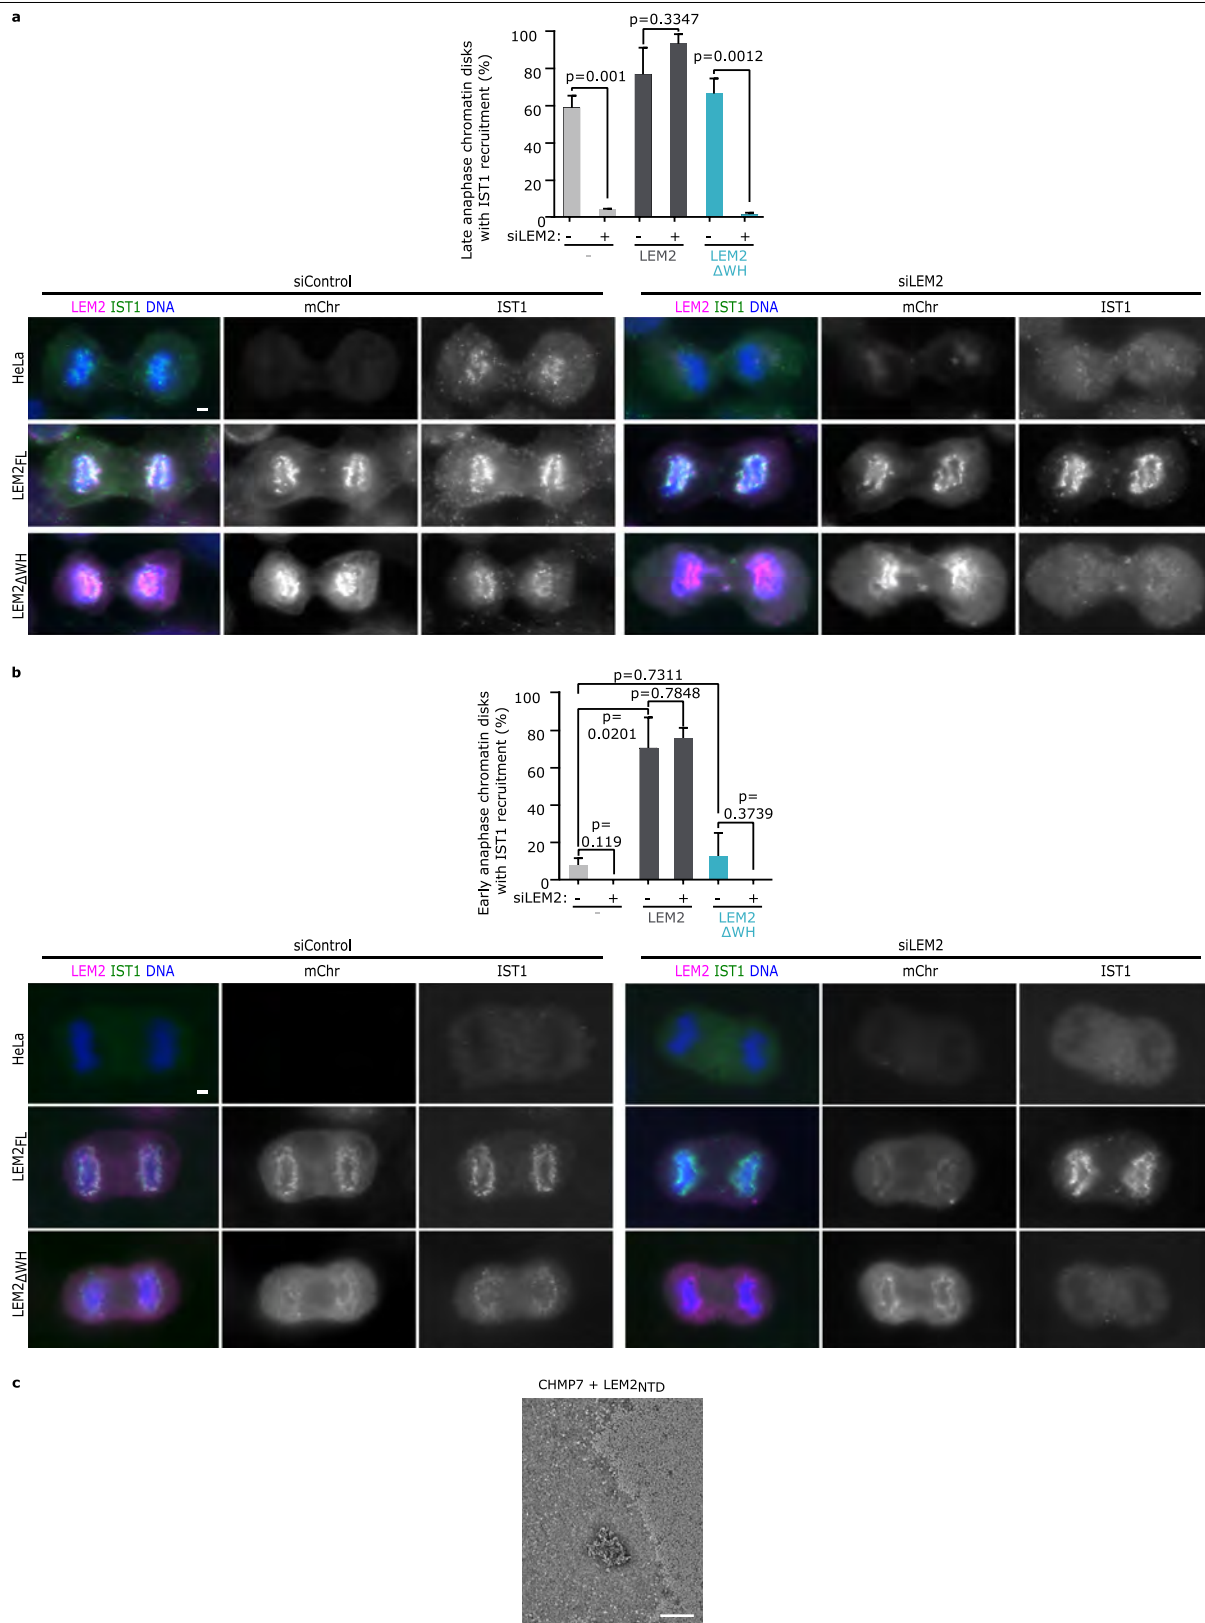 a
p=0.3347
p=0.001
p=0.0012
Late anaphase chromatin disks
with IST1 recruitment (%)
100
80
60
40
20
0
siLEM2: - + - + - +
- LEM2 LEM2
ΔWH
siControl siLEM2
LEM2 IST1 DNA mChr IST1 LEM2 IST1 DNA mChr IST1
HeLa
LEM2FL
LEM2ΔWH
b
p=0.7311
p=0.7848
p=
0.0201
p=
0.3739
p=
0.119
Early anaphase chromatin disks
with IST1 recruitment (%)
100
80
60
40
20
0
siLEM2: - + - + - +
- LEM2 LEM2
ΔWH
siControl siLEM2
LEM2 IST1 DNA mChr IST1 LEM2 IST1 DNA mChr IST1
HeLa
LEM2FL
LEM2ΔWH
c
CHMP7 + LEM2NTD